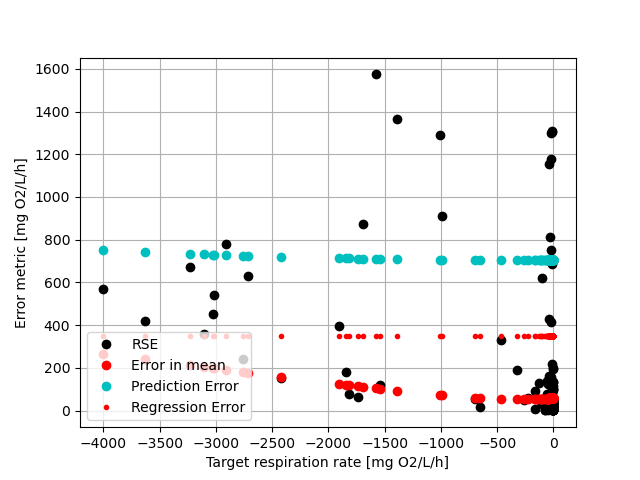 1600
1400
1200
1000
800
600
400
200
0
Error metric [mg O2/L/h]
RSE
Error in mean
Prediction Error
Regression Error
−4000 −3500 −3000 −2500 −2000 −1500 −1000 −500 0
Target respiration rate [mg O2/L/h]